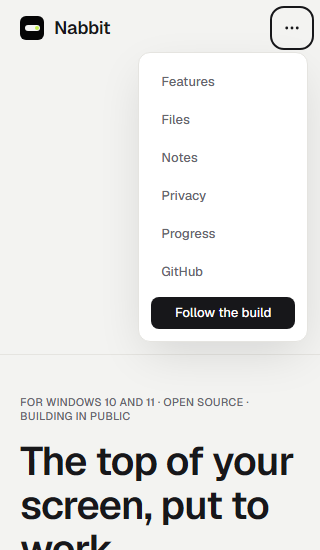 Nabbit
Features
Files
Notes
Privacy
Progress
GitHub
Follow the build
FOR WINDOWS 10 AND 11 · OPEN SOURCE ·
BUILDING IN PUBLIC
The top of your
screen, put to
work